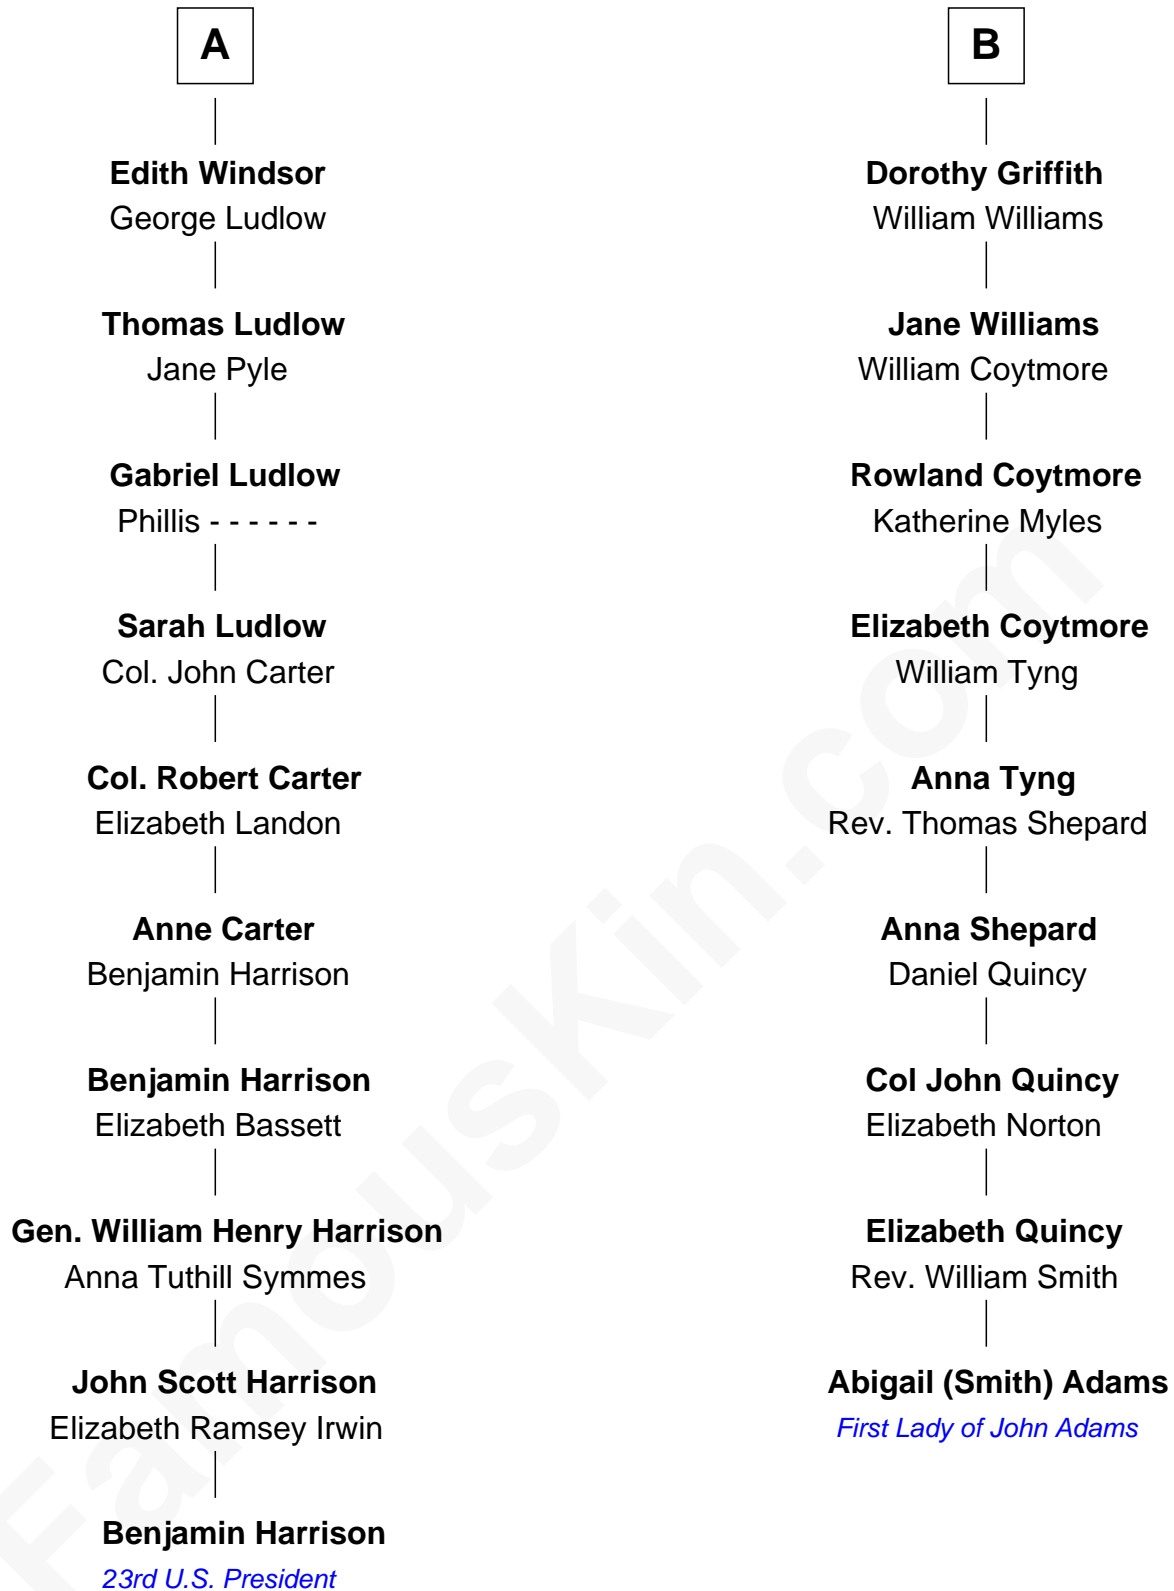 A
Edith Windsor
George Ludlow
Thomas Ludlow
Jane Pyle
Gabriel Ludlow
Phillis - - - - - -
Sarah Ludlow
Col. John Carter
Col. Robert Carter
Elizabeth Landon
Anne Carter
Benjamin Harrison
Benjamin Harrison
Elizabeth Bassett
Gen. William Henry Harrison
Anna Tuthill Symmes
John Scott Harrison
Elizabeth Ramsey Irwin
Benjamin Harrison
23rd U.S. President
B
Dorothy Griffith
William Williams
Jane Williams
William Coytmore
Rowland Coytmore
Katherine Myles
Elizabeth Coytmore
William Tyng
Anna Tyng
Rev. Thomas Shepard
Anna Shepard
Daniel Quincy
Col John Quincy
Elizabeth Norton
Elizabeth Quincy
Rev. William Smith
Abigail (Smith) Adams
First Lady of John Adams
FamousKin.com